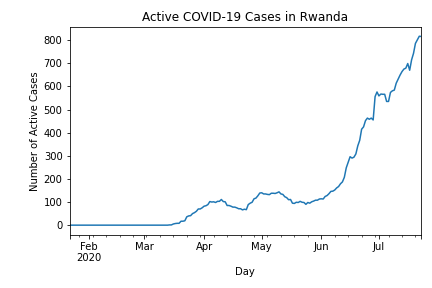 Active COVID-19 Cases in Rwanda
Number of Active Cases
800
700
600
500
400
300
200
100
0
Feb Mar Apr May Jun Jul
2020
Day